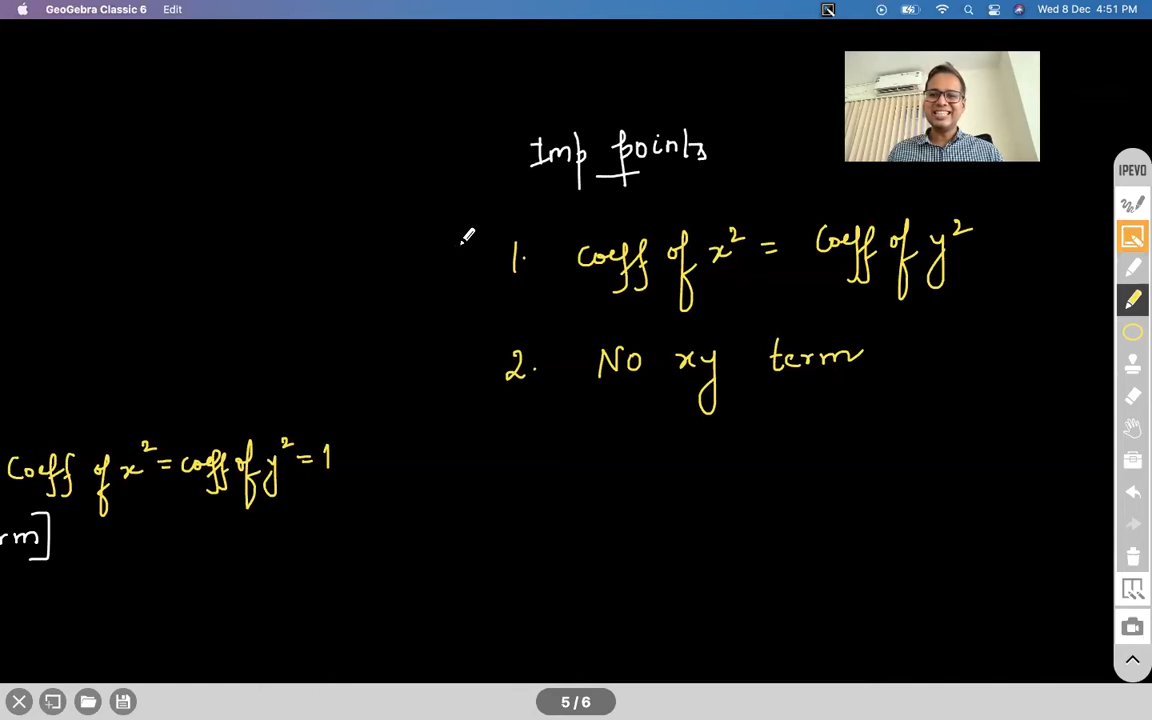 GeoGebra Classic 6 Edit Wed 8 Dec 4:51 PM
Imp points
IPEVO
1. Coeff of x² = Coeff of y²
2. No xy term
Coeff of x² = coeff of y² = 1
rm]
5 / 6